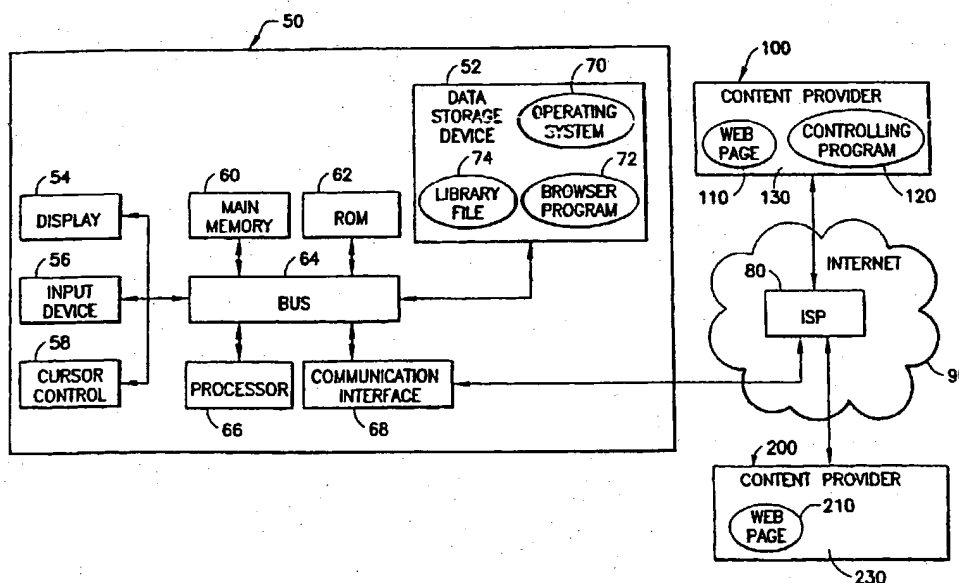 50
52
DATA
STORAGE
DEVICE
70
OPERATING
SYSTEM
74
LIBRARY
FILE
72
BROWSER
PROGRAM
54
DISPLAY
60
MAIN
MEMORY
62
ROM
56
INPUT
DEVICE
64
BUS
58
CURSOR
CONTROL
PROCESSOR
66
COMMUNICATION
INTERFACE
68
100
CONTENT PROVIDER
WEB
PAGE
CONTROLLING
PROGRAM
110
130
120
INTERNET
80
ISP
200
CONTENT PROVIDER
WEB
PAGE
210
230